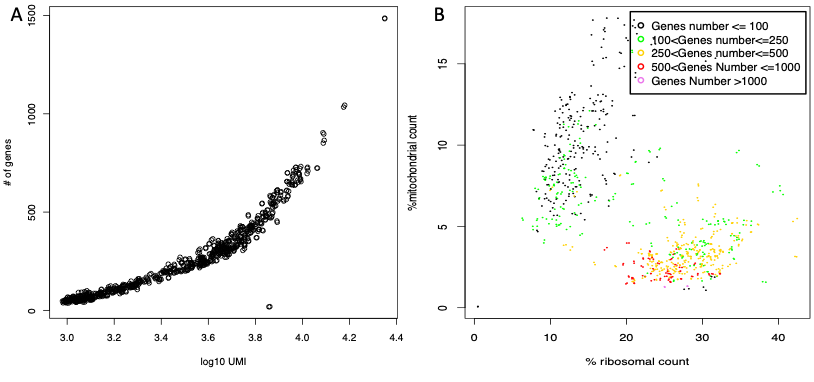 A
1500
1000
500
0
# of genes
3.0 3.2 3.4 3.6 3.8 4.0 4.2 4.4
log10 UMI
B
Genes number <= 100
100<Genes number<=250
250<Genes number<=500
500<Genes Number <=1000
Genes Number >1000
15
10
5
0
%mitochondrial count
0 10 20 30 40
% ribosomal count